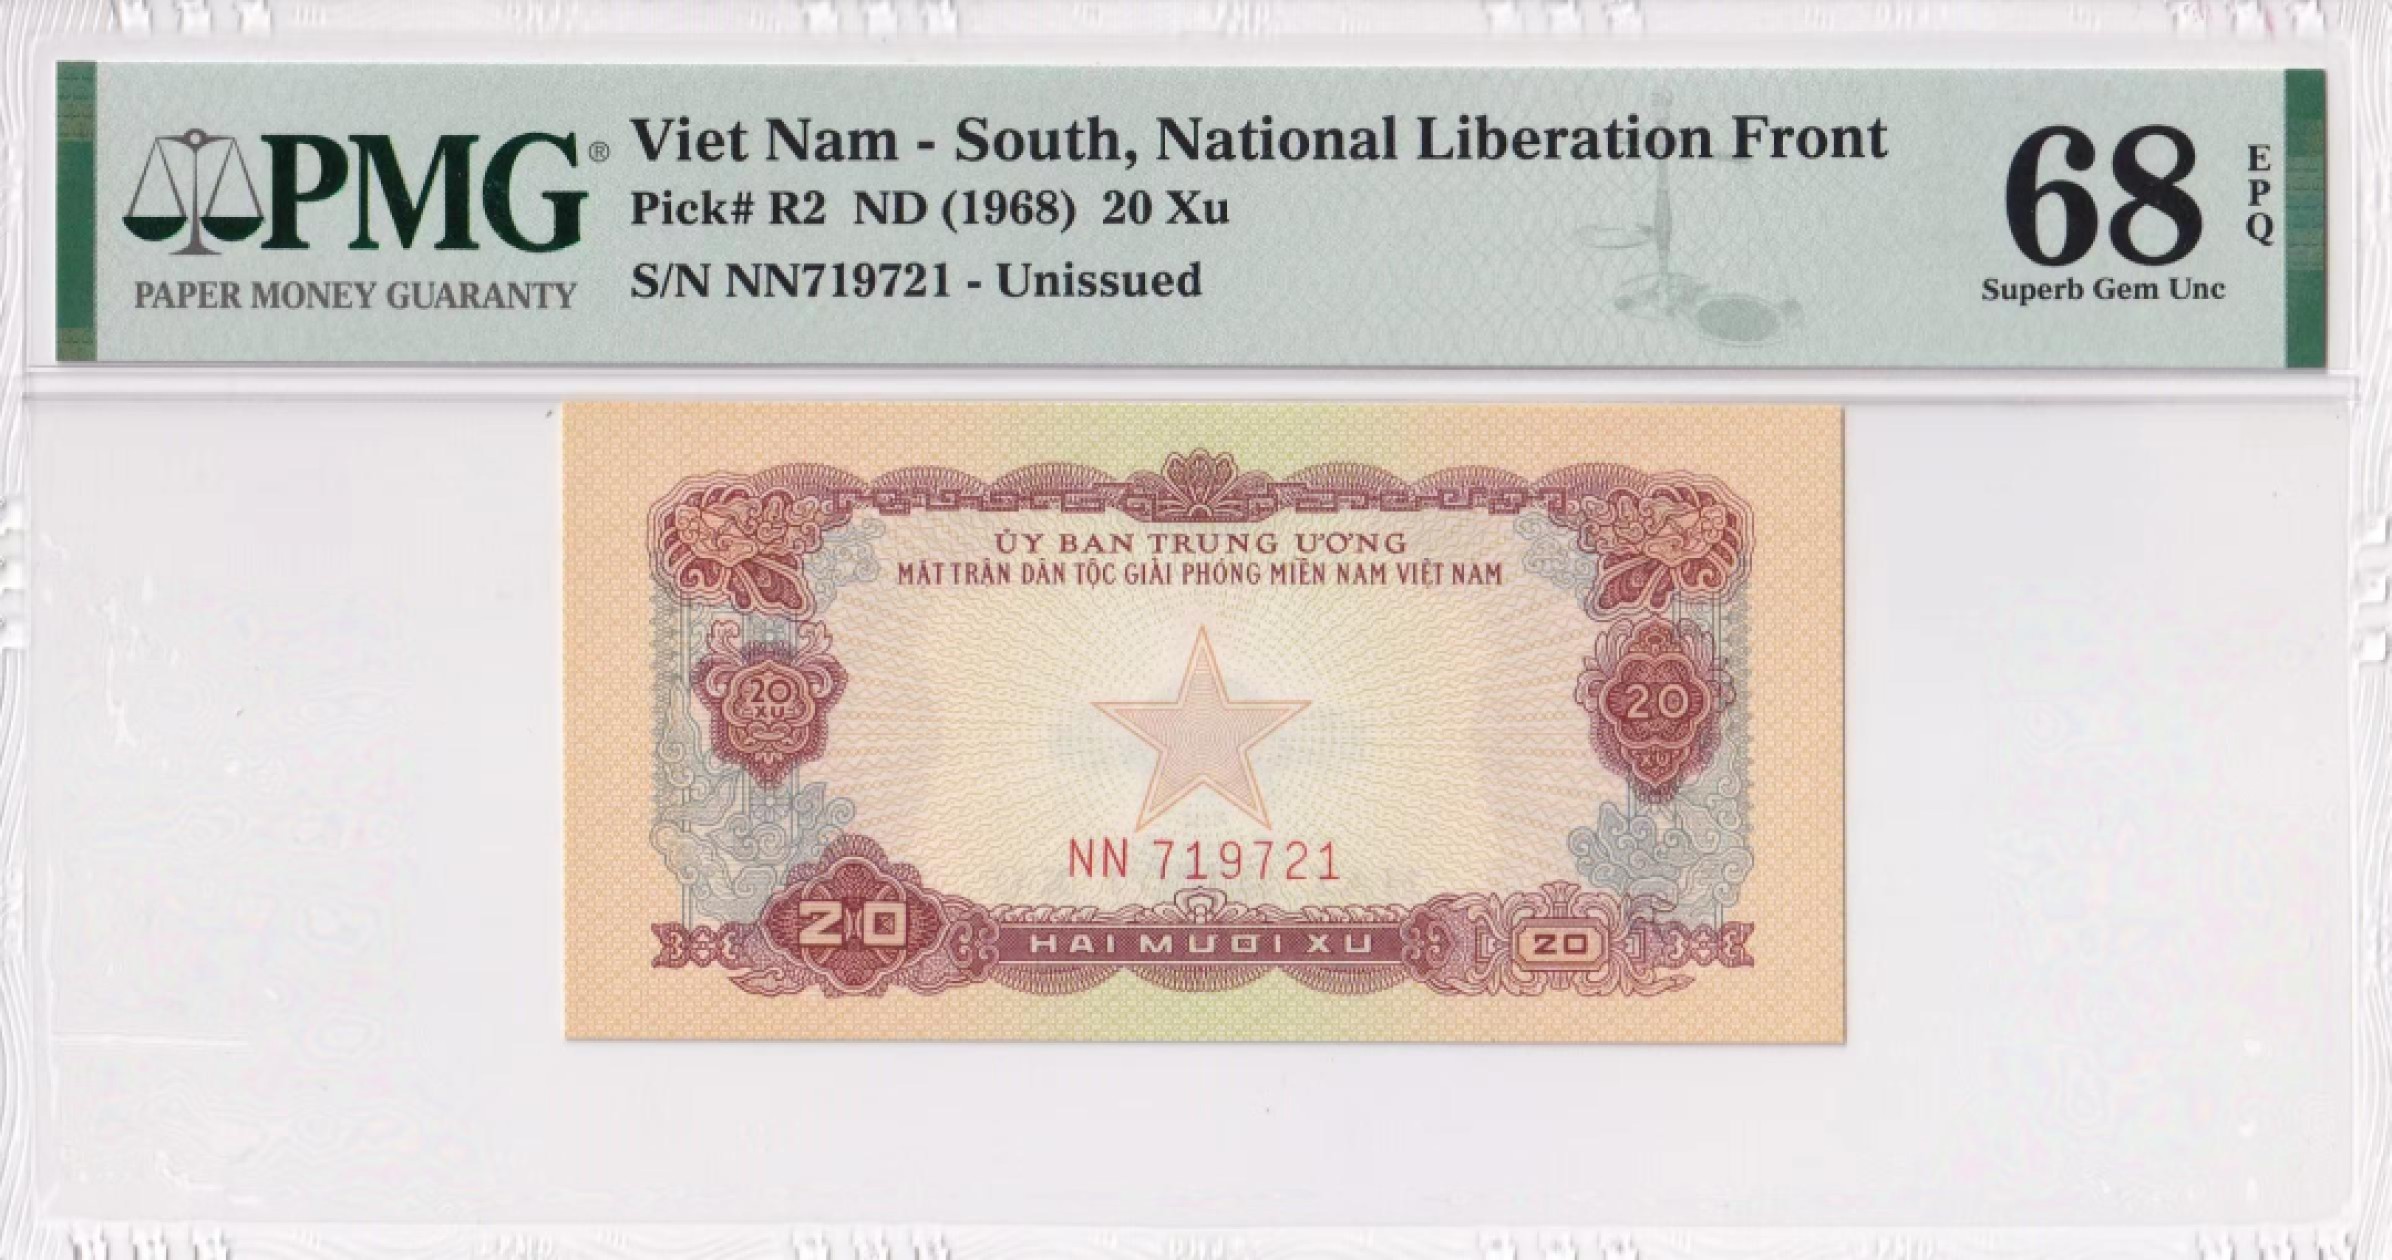 PMG®
PAPER MONEY GUARANTY
Viet Nam - South, National Liberation Front
Pick# R2 ND (1968) 20 Xu
S/N NN719721 - Unissued
68
EPQ
Superb Gem Unc
ỦY BAN TRUNG ƯƠNG
MẶT TRẬN DÂN TỘC GIẢI PHÓNG MIỀN NAM VIỆT NAM
20
XU
20
XU
NN 719721
20
HAI MƯƠI XU
20